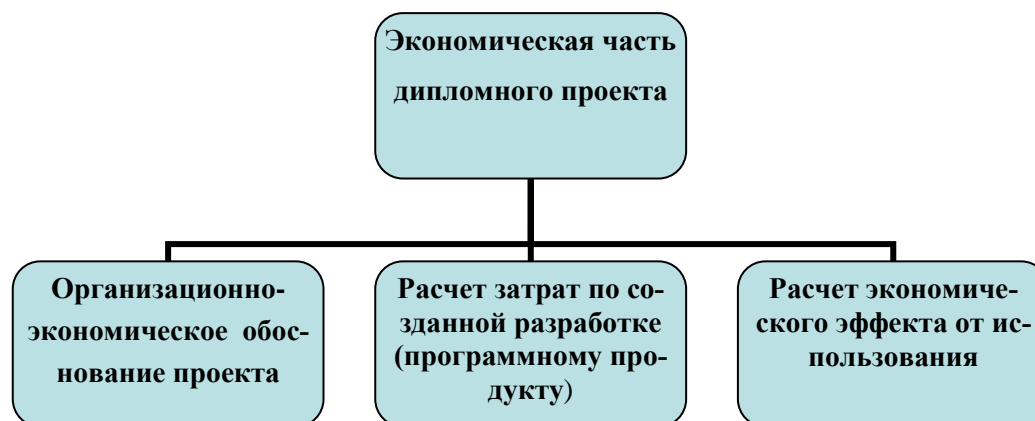 Экономическая часть
дипломного проекта
Организационно-
экономическое обос-
нование проекта
Расчет затрат по со-
зданной разработке
(программному про-
дукту)
Расчет экономиче-
ского эффекта от ис-
пользования